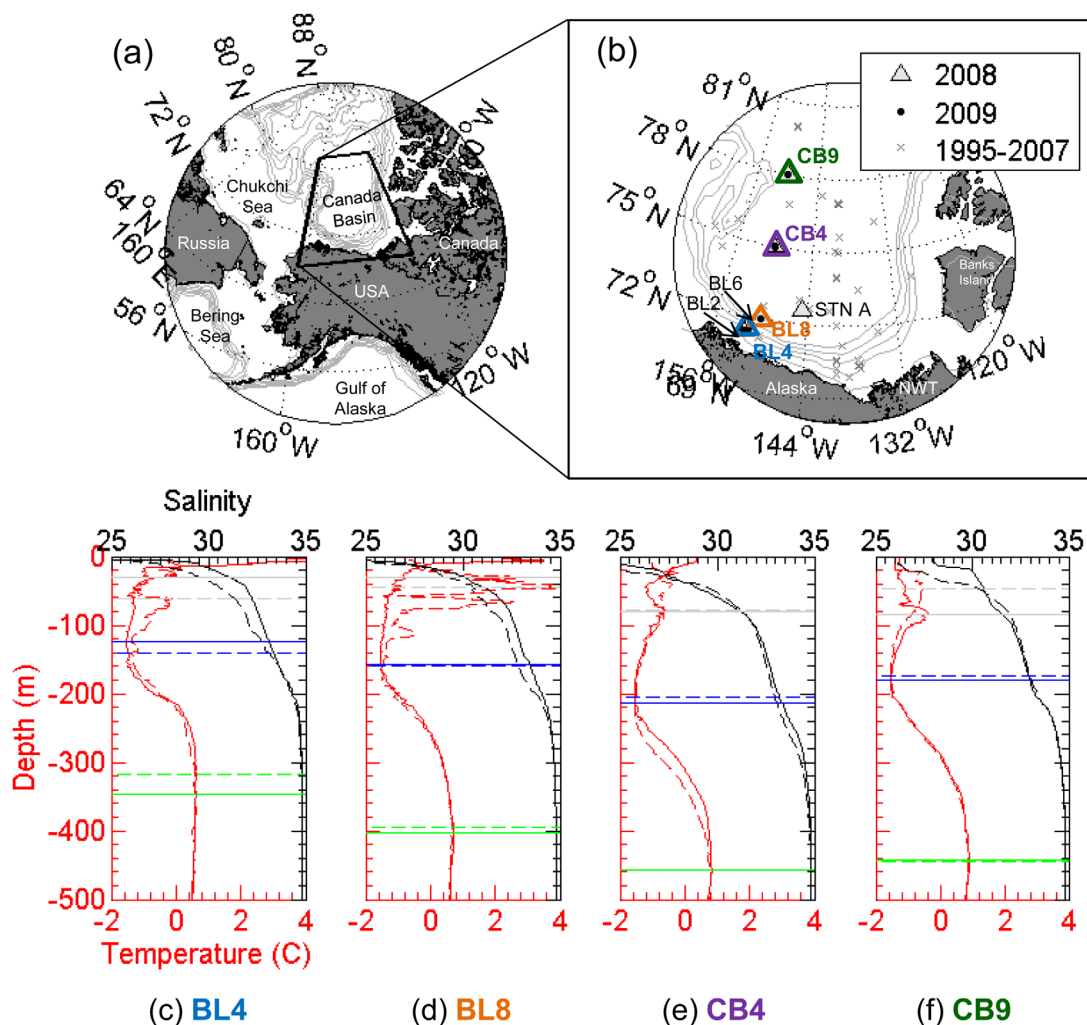 (a)
88°N
80°N
72°N
64°N
160°E
56°N
160°W
120°W
0°W
Chukchi
Sea
Canada
Basin
Russia
Canada
USA
Bering
Sea
Gulf of
Alaska
(b)
2008
2009
1995-2007
81°N
78°N
75°N
72°N
69°N
144°W
132°W
120°W
CB9
CB4
BL6
BL2
STN A
BL8
BL4
Banks
Island
Alaska
NWT
Salinity
25 30 35 25 30 35 25 30 35 25 30 35
0
-100
-200
-300
-400
-500
Depth (m)
-2 0 2 4 -2 0 2 4 -2 0 2 4 -2 0 2 4
Temperature (C)
(c) BL4 (d) BL8 (e) CB4 (f) CB9